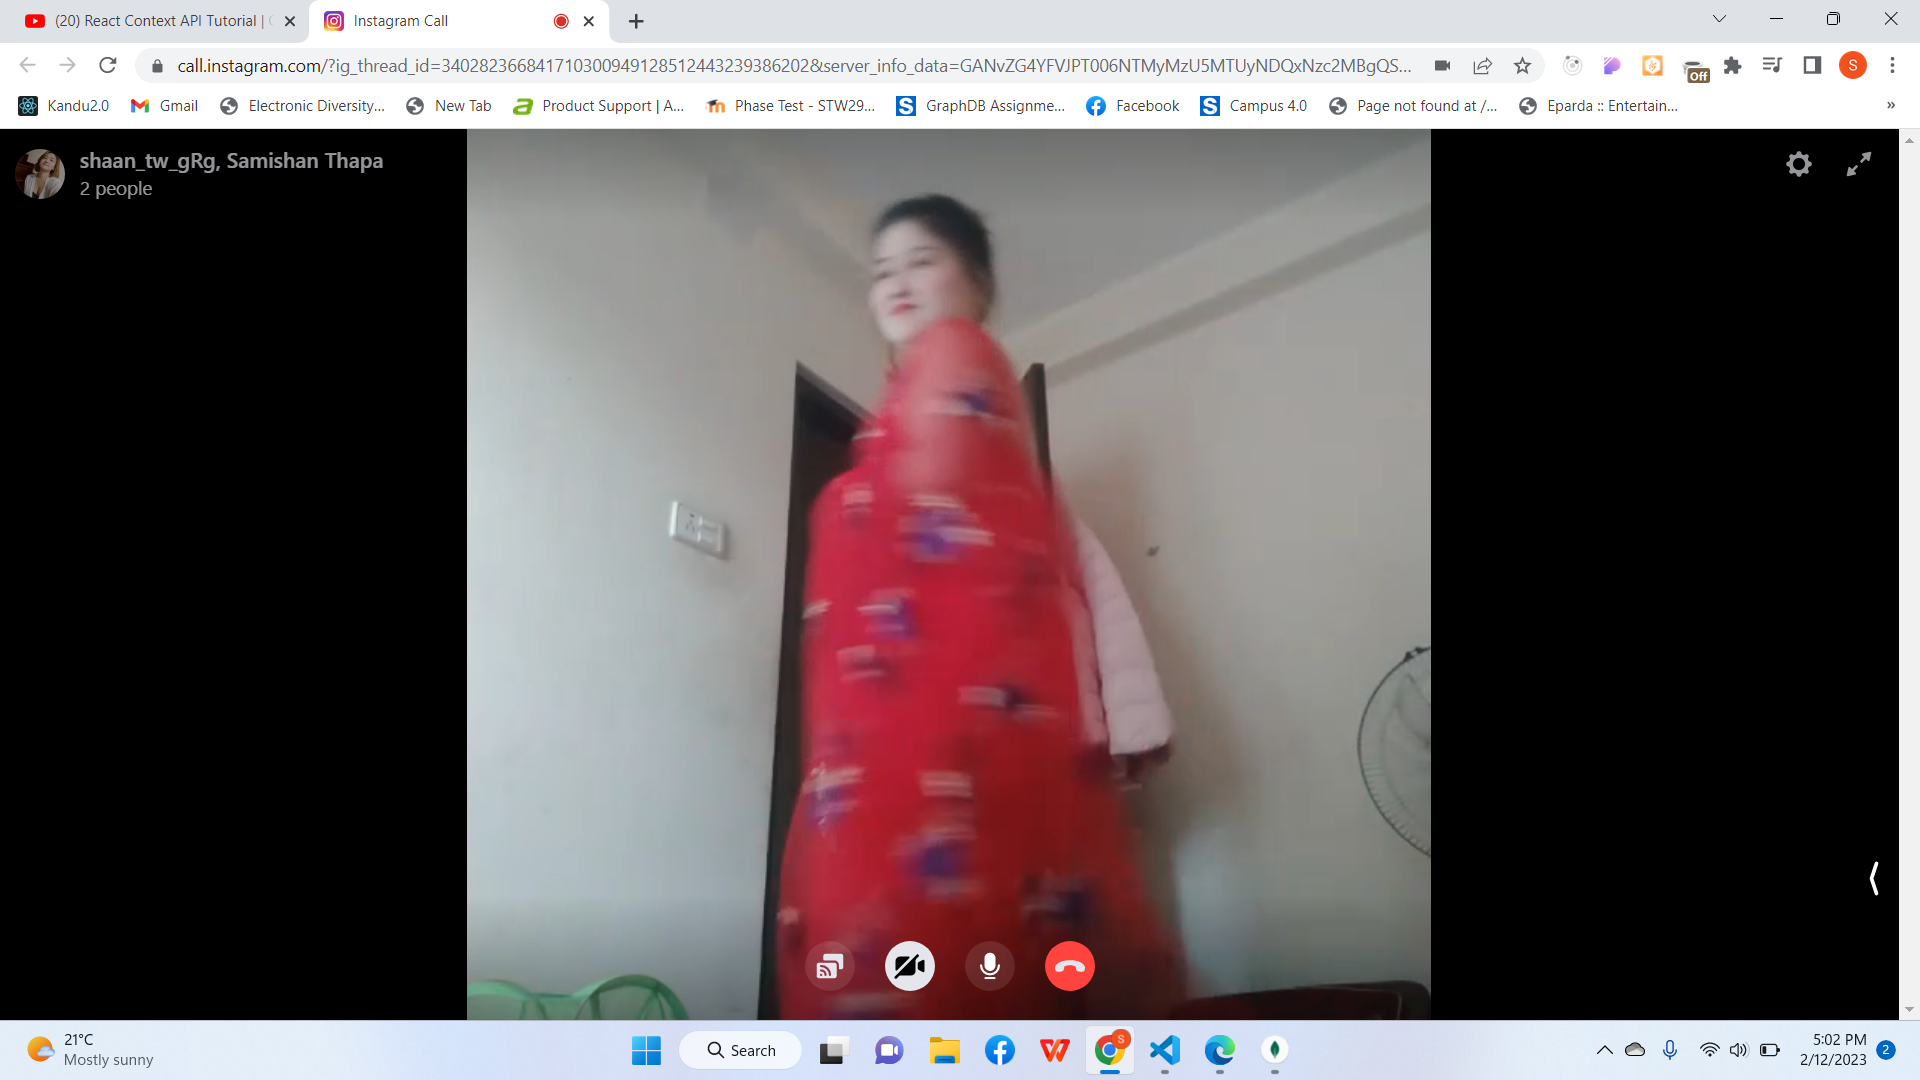 (20) React Context API Tutorial |
Instagram Call
call.instagram.com/?ig_thread_id=340282366841710300949128512443239386202&server_info_data=GANvZG4YFVJPT006NTMyMzU5MTUyNDQxNzc2MBgQS...
Off
S
Kandu2.0
Gmail
Electronic Diversity...
New Tab
Product Support | A...
Phase Test - STW29...
GraphDB Assignme...
Facebook
Campus 4.0
Page not found at /...
Eparda :: Entertain...
»
shaan_tw_gRg, Samishan Thapa
2 people
21°C
Mostly sunny
Search
S
5:02 PM
2/12/2023
2